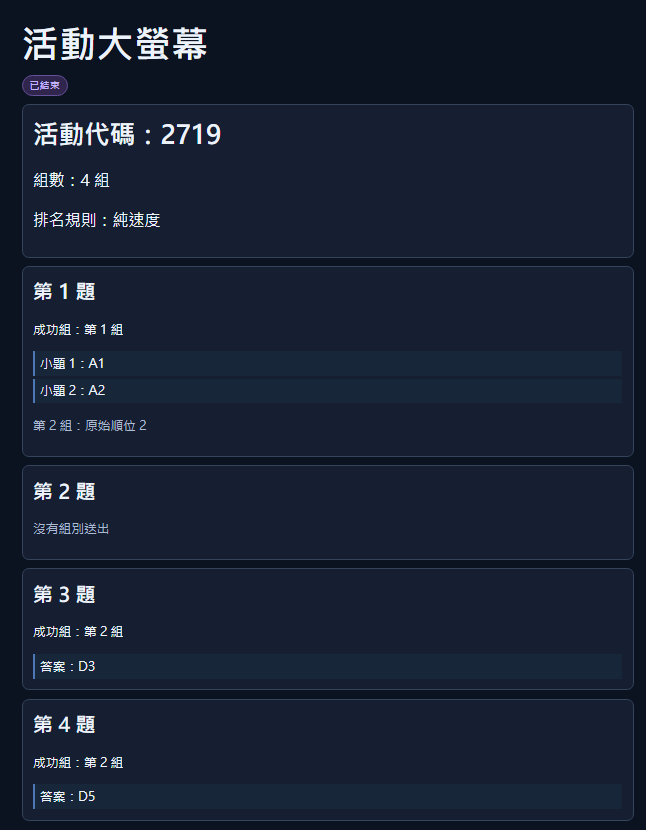 活動大螢幕
已結束
活動代碼：2719
組數：4 組
排名規則：純速度
第 1 題
成功組：第 1 組
小題 1：A1
小題 2：A2
第 2 組：原始順位 2
第 2 題
沒有組別送出
第 3 題
成功組：第 2 組
答案：D3
第 4 題
成功組：第 2 組
答案：D5